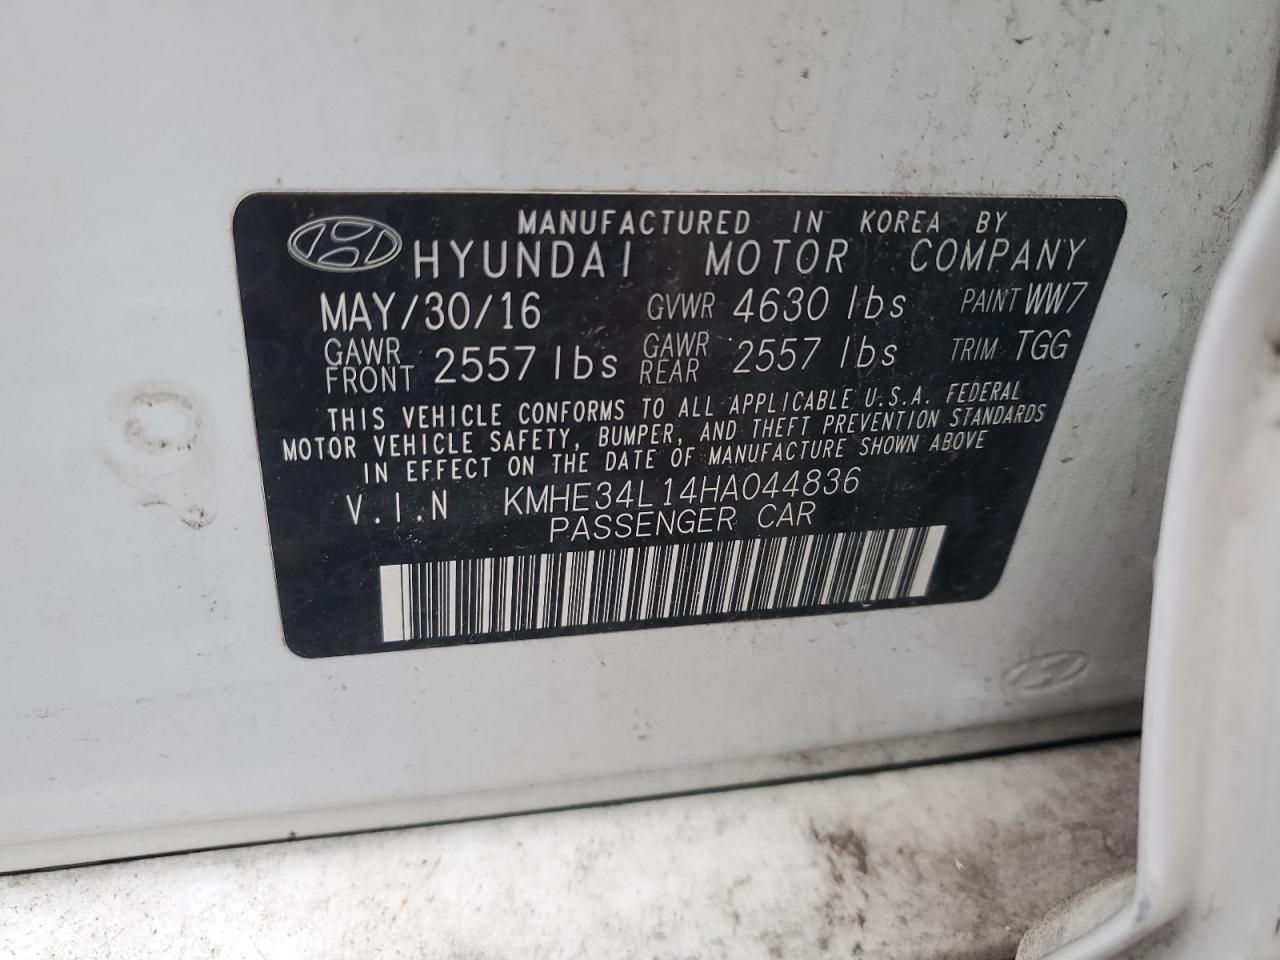 MANUFACTURED IN KOREA BY
HYUNDAI MOTOR COMPANY
MAY/30/16 GVWR 4630 lbs PAINT WW7
GAWR FRONT 2557 lbs GAWR REAR 2557 lbs TRIM TGG
THIS VEHICLE CONFORMS TO ALL APPLICABLE U.S.A. FEDERAL
MOTOR VEHICLE SAFETY, BUMPER, AND THEFT PREVENTION STANDARDS
IN EFFECT ON THE DATE OF MANUFACTURE SHOWN ABOVE
V.I.N KMHE34L14HA044836
PASSENGER CAR